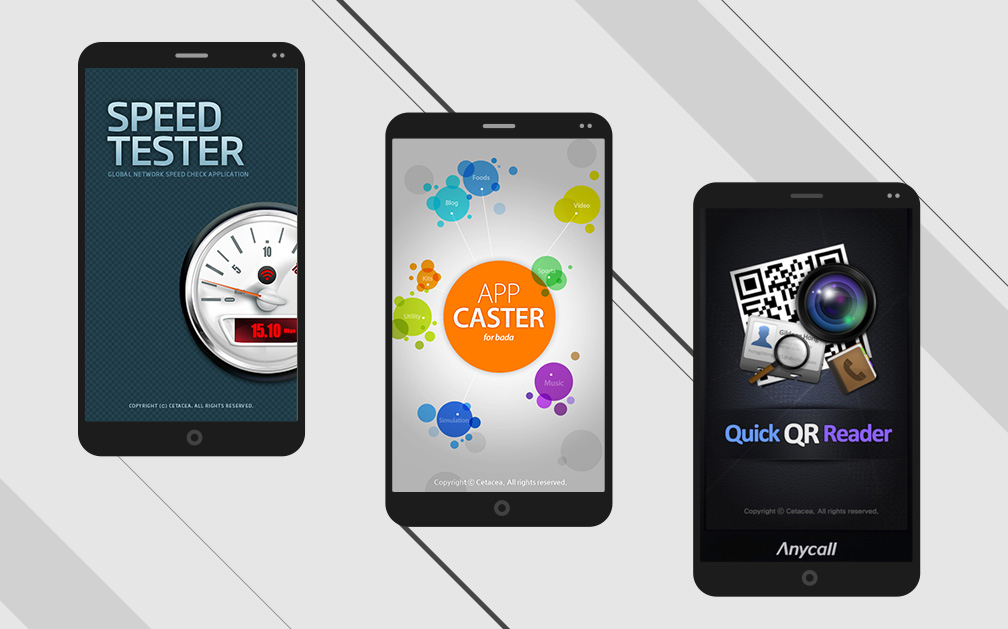 SPEED
TESTER
GLOBAL NETWORK SPEED CHECK APPLICATION
5
10
15.10
COPYRIGHT (C) CETACEA. ALL RIGHTS RESERVED.
Foods
Blog
Video
Sports
Kids
Utility
APP
CASTER
for bada
Music
Simulation
Copyright ⓒ Cetacea. All rights reserved.
Quick QR Reader
Copyright ⓒ Cetacea. All rights reserved.
Anycall